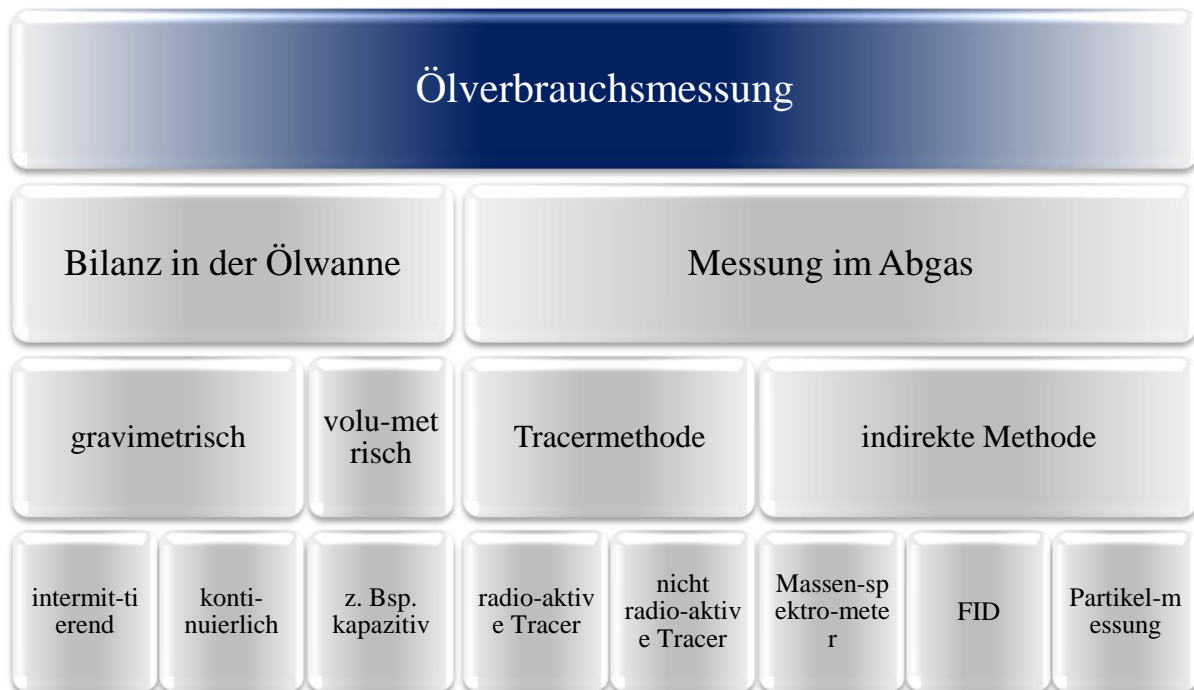 Ölverbrauchsmessung
Bilanz in der Ölwanne
Messung im Abgas
gravimetrisch
volu-met
risch
Tracermethode
indirekte Methode
intermit-ti
erend
konti-
nuierlich
z. Bsp.
kapazitiv
radio-aktiv
e Tracer
nicht
radio-aktiv
e Tracer
Massen-sp
ektro-mete
r
FID
Partikel-m
essung